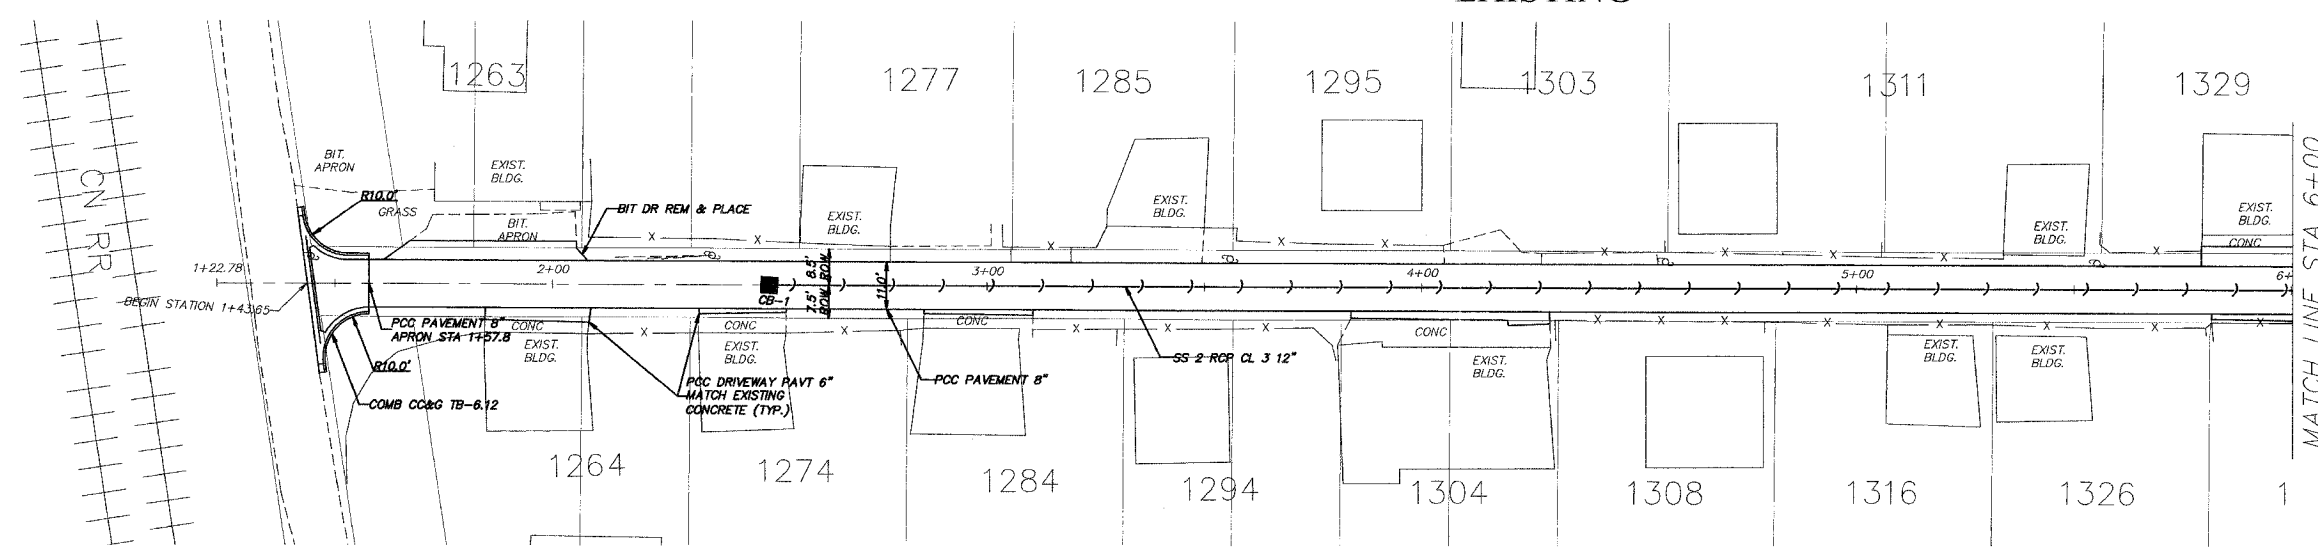 EXISTING
1263
1277
1285
1295
1303
1311
1329
BIT.
APRON
EXIST.
BLDG.
R10.0'
GRASS
BIT.
APRON
BIT DR REM & PLACE
EXIST.
BLDG.
EXIST.
BLDG.
EXIST.
BLDG.
EXIST.
BLDG.
CONC
CN RR
1+22.78
2+00
3+00
4+00
5+00
6+
MATCH LINE STA 6+00
BEGIN STATION 1+43.65
CB-1
7.5' 8.5'
ROW ROW
11.0'
PCC PAVEMENT 8"
APRON STA 1+57.8
CONC
CONC
CONC
CONC
EXIST.
BLDG.
EXIST.
BLDG.
EXIST.
BLDG.
EXIST.
BLDG.
EXIST.
BLDG.
SS 2 RCP CL 3 12"
R10.0'
PCC DRIVEWAY PAVT 6"
MATCH EXISTING
CONCRETE (TYP.)
PCC PAVEMENT 8"
COMB CC&G TB-6.12
1264
1274
1284
1294
1304
1308
1316
1326
1